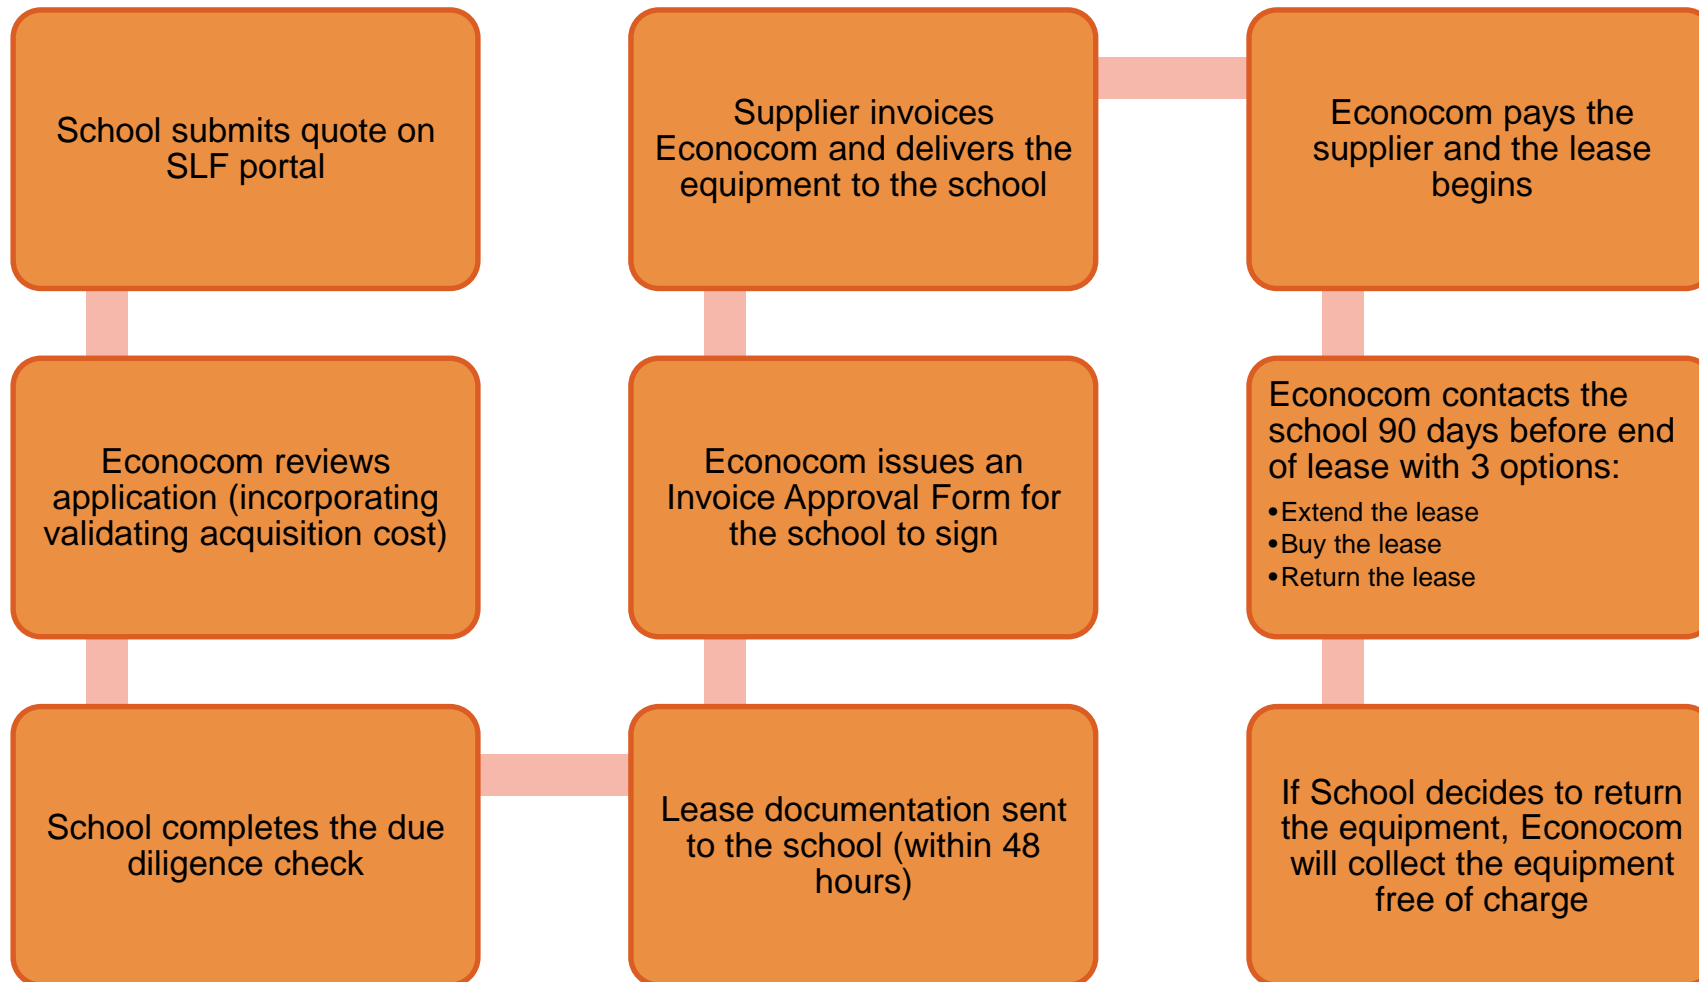 School submits quote on
SLF portal
Econocom reviews
application (incorporating
validating acquisition cost)
School completes the due
diligence check
Lease documentation sent
to the school (within 48
hours)
Econocom issues an
Invoice Approval Form for
the school to sign
Supplier invoices
Econocom and delivers the
equipment to the school
Econocom pays the
supplier and the lease
begins
Econocom contacts the
school 90 days before end
of lease with 3 options:
•Extend the lease
•Buy the lease
•Return the lease
If School decides to return
the equipment, Econocom
will collect the equipment
free of charge